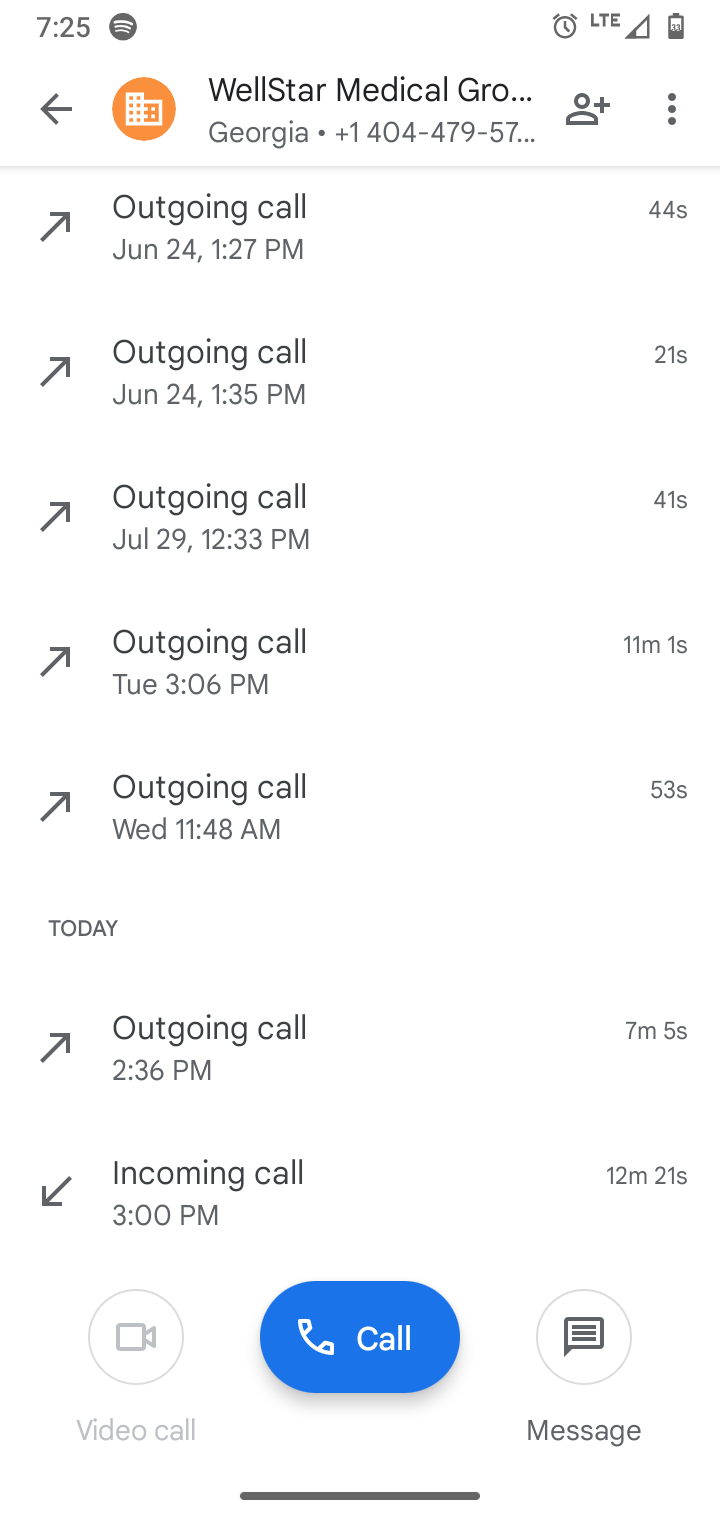 7:25
LTE
33
WellStar Medical Gro...
Georgia • +1 404-479-57...
Outgoing call 44s
Jun 24, 1:27 PM
Outgoing call 21s
Jun 24, 1:35 PM
Outgoing call 41s
Jul 29, 12:33 PM
Outgoing call 11m 1s
Tue 3:06 PM
Outgoing call 53s
Wed 11:48 AM
TODAY
Outgoing call 7m 5s
2:36 PM
Incoming call 12m 21s
3:00 PM
Call
Video call
Message